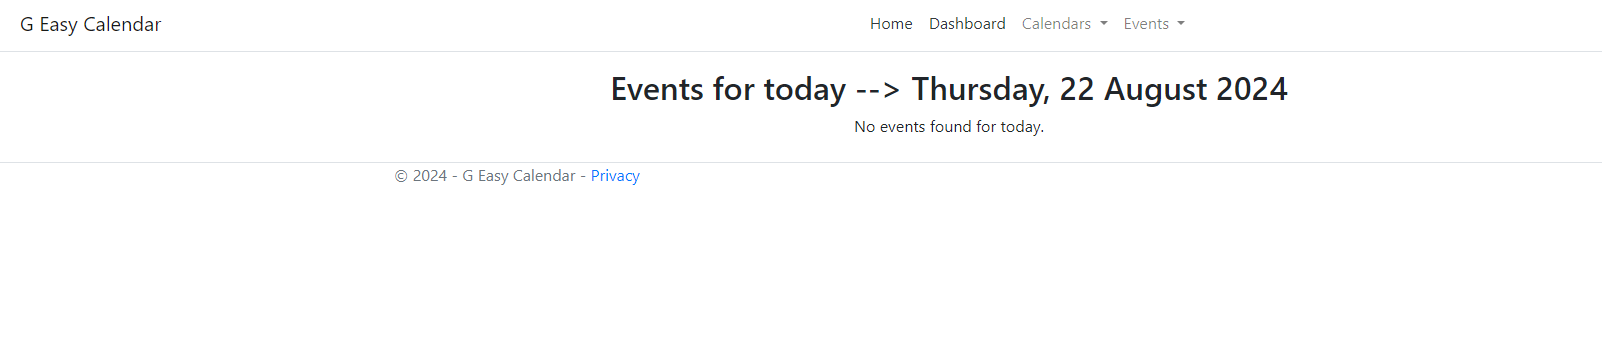 G Easy Calendar Home Dashboard Calendars Events
Events for today --> Thursday, 22 August 2024
No events found for today.
© 2024 - G Easy Calendar - Privacy